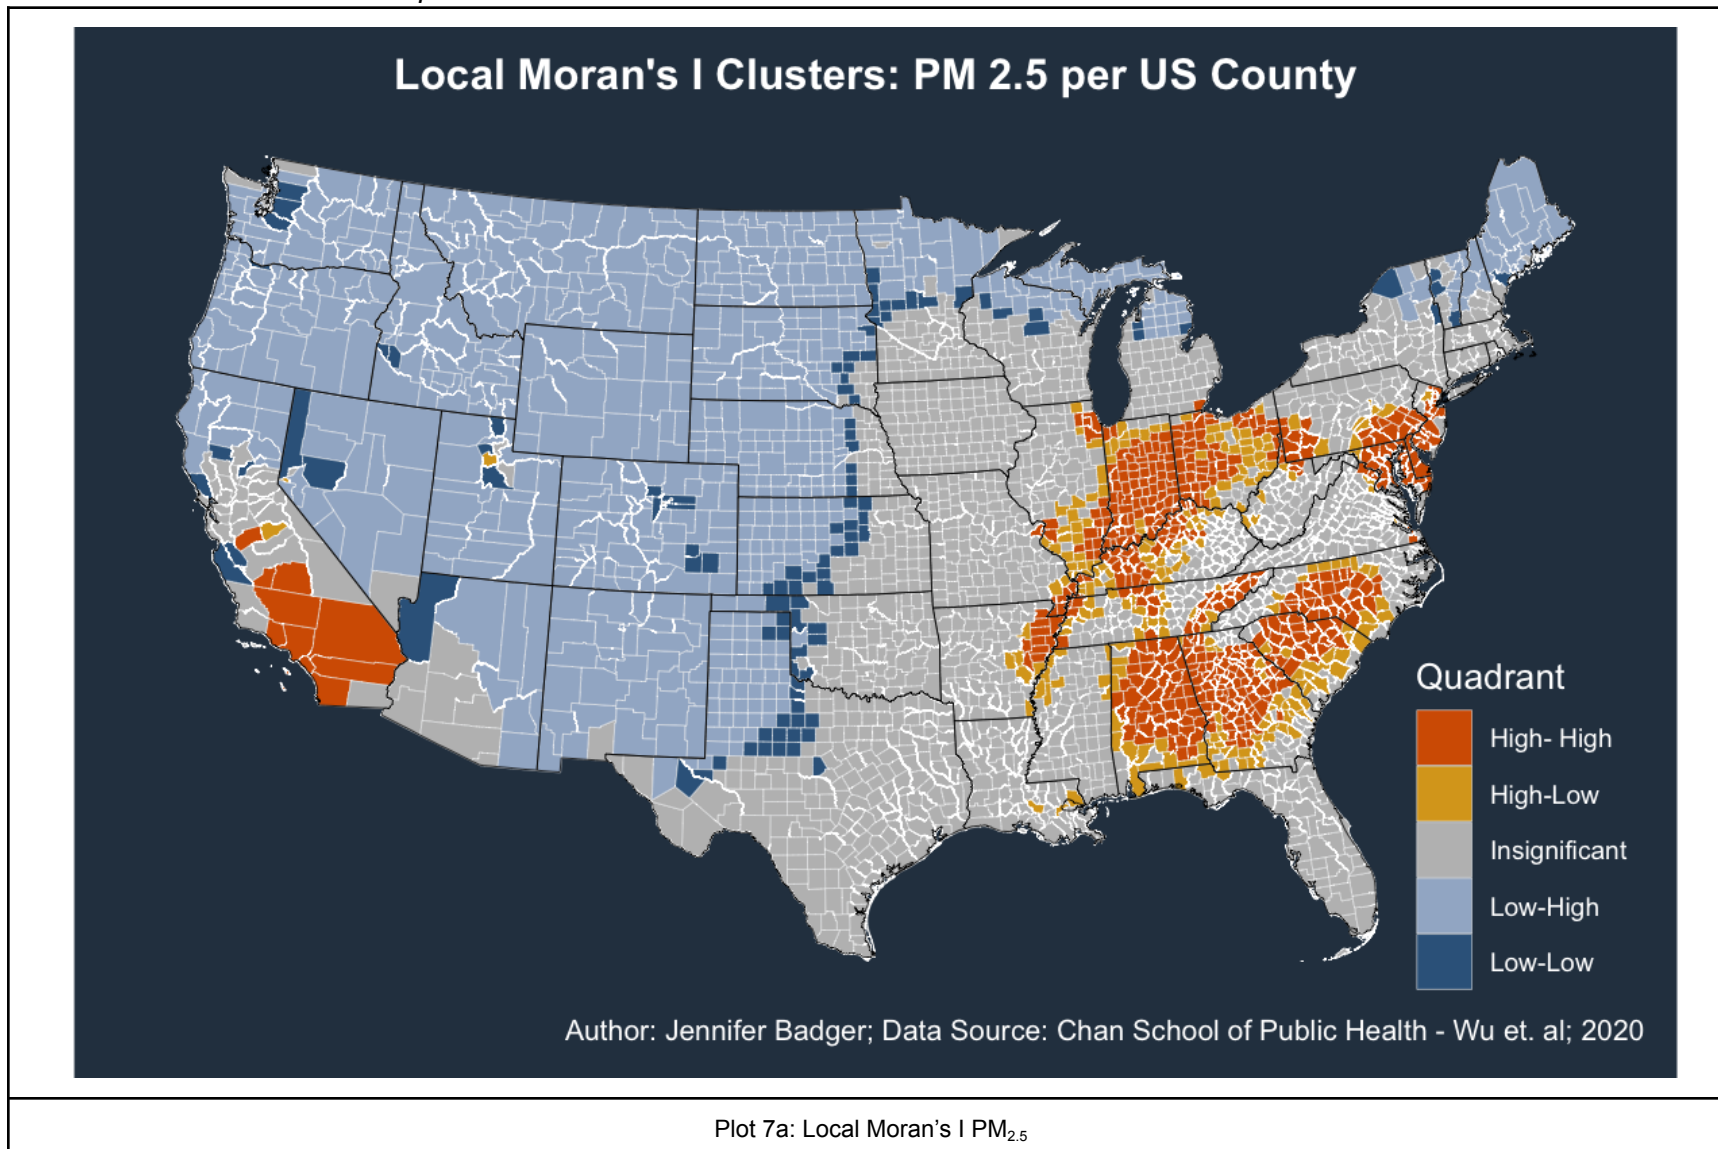 Local Moran's I Clusters: PM 2.5 per US County
Quadrant
High- High
High-Low
Insignificant
Low-High
Low-Low
Author: Jennifer Badger; Data Source: Chan School of Public Health - Wu et. al; 2020
Plot 7a: Local Moran’s I PM2.5